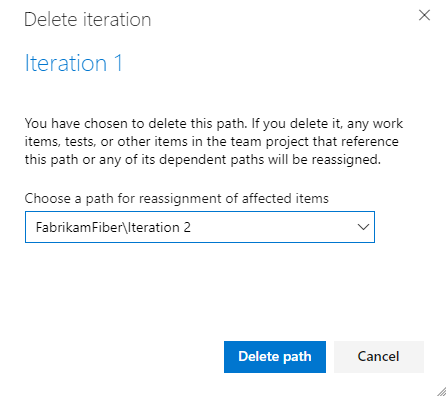 Delete iteration
Iteration 1
You have chosen to delete this path. If you delete it, any work
items, tests, or other items in the team project that reference
this path or any of its dependent paths will be reassigned.
Choose a path for reassignment of affected items
FabrikamFiber\Iteration 2
Delete path
Cancel